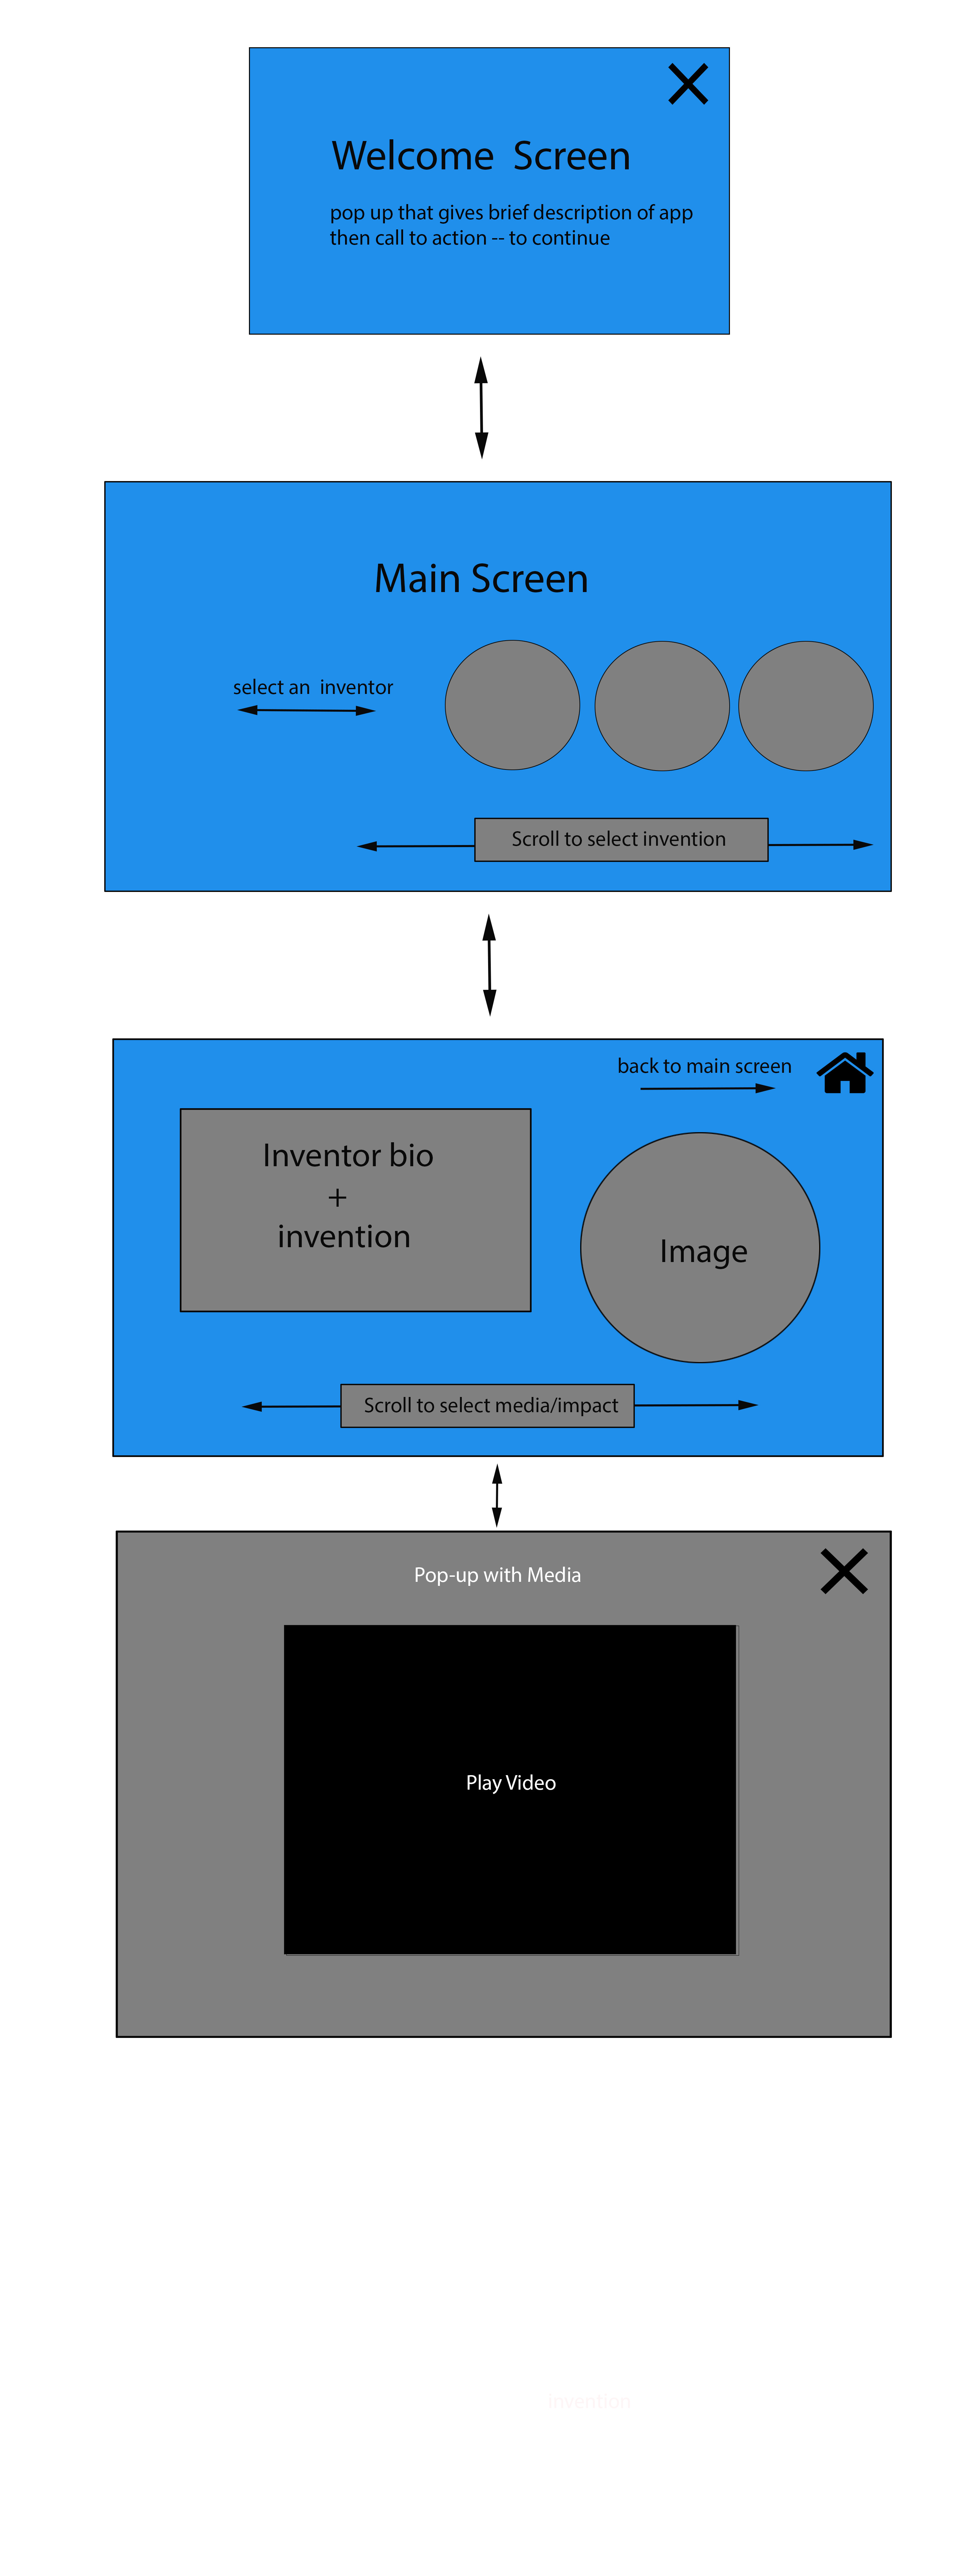 Welcome Screen
pop up that gives brief description of app
then call to action -- to continue
Main Screen
select an inventor
Scroll to select invention
back to main screen
Inventor bio
+
invention
Image
Scroll to select media/impact
Pop-up with Media
Play Video
invention